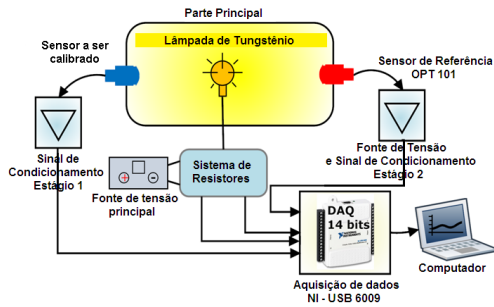 Parte Principal
Sensor a ser
calibrado
Lâmpada de Tungstênio
Sensor de Referência
OPT 101
Sinal de
Condicionamento
Estágio 1
Fonte de tensão
principal
Sistema de
Resistores
Fonte de Tensão
e Sinal de Condicionamento
Estágio 2
DAQ
14 bits
Aquisição de dados
NI - USB 6009
Computador